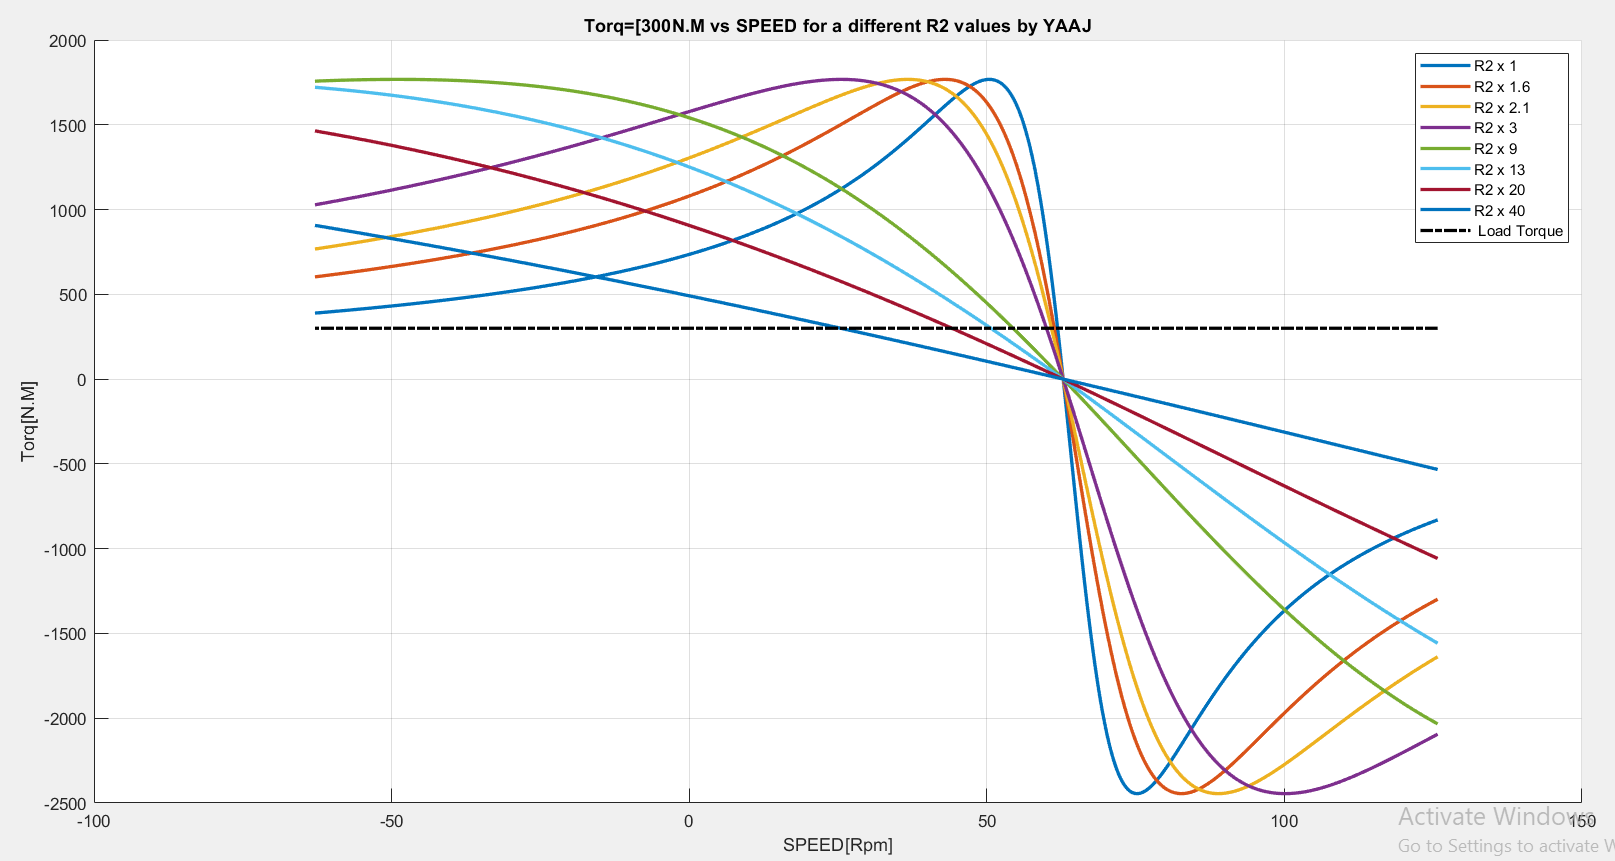 Torq=[300N.M vs SPEED for a different R2 values by YAAJ
2000
1500
1000
500
0
-500
-1000
-1500
-2000
-2500
Torq[N.M]
R2 x 1
R2 x 1.6
R2 x 2.1
R2 x 3
R2 x 9
R2 x 13
R2 x 20
R2 x 40
Load Torque
-100 -50 0 50 100 150
SPEED[Rpm]
Activate Windows
Go to Settings to activate W